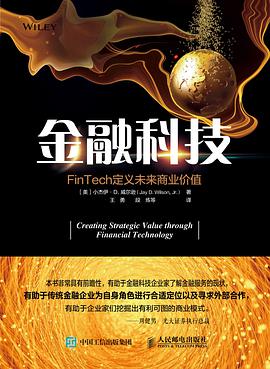 WILEY
金融科技
FinTech定义未来商业价值
[美] 小杰伊·D. 威尔逊 (Jay D. Wilson, Jr.) 著
王勇 段炼等 译
Creating Strategic Value through
Financial Technology
本书非常具有前瞻性，有助于金融科技企业家了解金融服务的现状，
有助于传统金融企业为自身角色进行合适定位以及寻求外部合作，
有助于企业家们挖掘出有利可图的商业模式。
——周健男 光大证券执行总裁
中国工信出版集团
人民邮电出版社